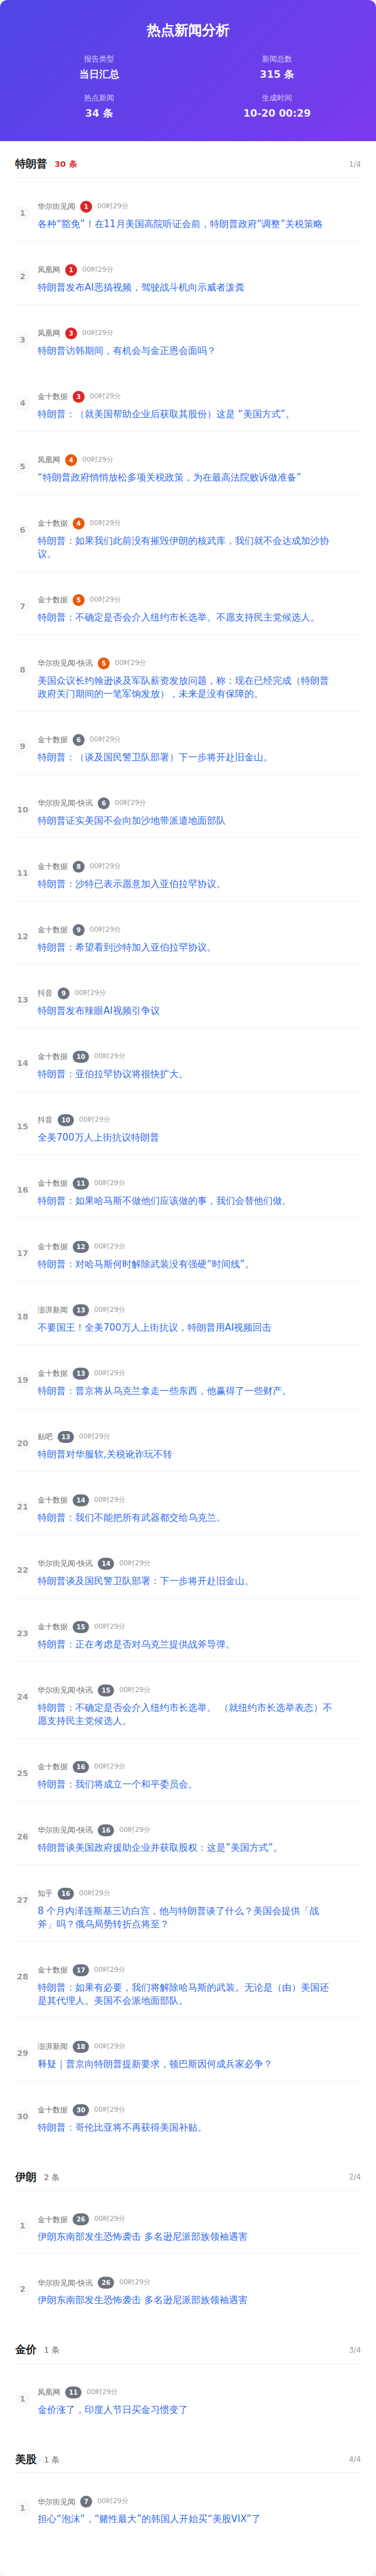 热点新闻分析
报告类型
当日汇总
新闻总数
315 条
热点新闻
34 条
生成时间
10-20 00:29
特朗普 30 条 1/4
1
华尔街见闻 1 00时29分
各种“豁免”！在11月美国高院听证会前，特朗普政府“调整”关税策略
2
凤凰网 1 00时29分
特朗普发布AI恶搞视频，驾驶战斗机向示威者泼粪
3
凤凰网 3 00时29分
特朗普访韩期间，有机会与金正恩会面吗？
4
金十数据 3 00时29分
特朗普：（就美国帮助企业后获取其股份）这是 “美国方式”。
5
凤凰网 4 00时29分
“特朗普政府悄悄放松多项关税政策，为在最高法院败诉做准备”
6
金十数据 4 00时29分
特朗普：如果我们此前没有摧毁伊朗的核武库，我们就不会达成加沙协
议。
7
金十数据 5 00时29分
特朗普：不确定是否会介入纽约市长选举。不愿支持民主党候选人。
8
华尔街见闻-快讯 5 00时29分
美国众议长约翰逊谈及军队薪资发放问题，称：现在已经完成（特朗普
政府关门期间的一笔军饷发放），未来是没有保障的。
9
金十数据 6 00时29分
特朗普：（谈及国民警卫队部署）下一步将开赴旧金山。
10
华尔街见闻-快讯 6 00时29分
特朗普证实美国不会向加沙地带派遣地面部队
11
金十数据 8 00时29分
特朗普：沙特已表示愿意加入亚伯拉罕协议。
12
金十数据 9 00时29分
特朗普：希望看到沙特加入亚伯拉罕协议。
13
抖音 9 00时29分
特朗普发布辣眼AI视频引争议
14
金十数据 10 00时29分
特朗普：亚伯拉罕协议将很快扩大。
15
抖音 10 00时29分
全美700万人上街抗议特朗普
16
金十数据 11 00时29分
特朗普：如果哈马斯不做他们应该做的事，我们会替他们做。
17
金十数据 12 00时29分
特朗普：对哈马斯何时解除武装没有强硬“时间线”。
18
澎湃新闻 13 00时29分
不要国王！全美700万人上街抗议，特朗普用AI视频回击
19
金十数据 13 00时29分
特朗普：普京将从乌克兰拿走一些东西，他赢得了一些财产。
20
贴吧 13 00时29分
特朗普对华服软,关税讹诈玩不转
21
金十数据 14 00时29分
特朗普：我们不能把所有武器都交给乌克兰。
22
华尔街见闻-快讯 14 00时29分
特朗普谈及国民警卫队部署：下一步将开赴旧金山。
23
金十数据 15 00时29分
特朗普：正在考虑是否对乌克兰提供战斧导弹。
24
华尔街见闻-快讯 15 00时29分
特朗普：不确定是否会介入纽约市长选举。 （就纽约市长选举表态）不
愿支持民主党候选人。
25
金十数据 16 00时29分
特朗普：我们将成立一个和平委员会。
26
华尔街见闻-快讯 16 00时29分
特朗普谈美国政府援助企业并获取股权：这是“美国方式”。
27
知乎 16 00时29分
8 个月内泽连斯基三访白宫，他与特朗普谈了什么？美国会提供「战
斧」吗？俄乌局势转折点将至？
28
金十数据 17 00时29分
特朗普：如果有必要，我们将解除哈马斯的武装。无论是（由）美国还
是其代理人。美国不会派地面部队。
29
澎湃新闻 18 00时29分
释疑｜普京向特朗普提新要求，顿巴斯因何成兵家必争？
30
金十数据 30 00时29分
特朗普：哥伦比亚将不再获得美国补贴。
伊朗 2 条 2/4
1
金十数据 26 00时29分
伊朗东南部发生恐怖袭击 多名逊尼派部族领袖遇害
2
华尔街见闻-快讯 26 00时29分
伊朗东南部发生恐怖袭击 多名逊尼派部族领袖遇害
金价 1 条 3/4
1
凤凰网 11 00时29分
金价涨了，印度人节日买金习惯变了
美股 1 条 4/4
1
华尔街见闻 7 00时29分
担心“泡沫”，“赌性最大”的韩国人开始买“美股VIX”了